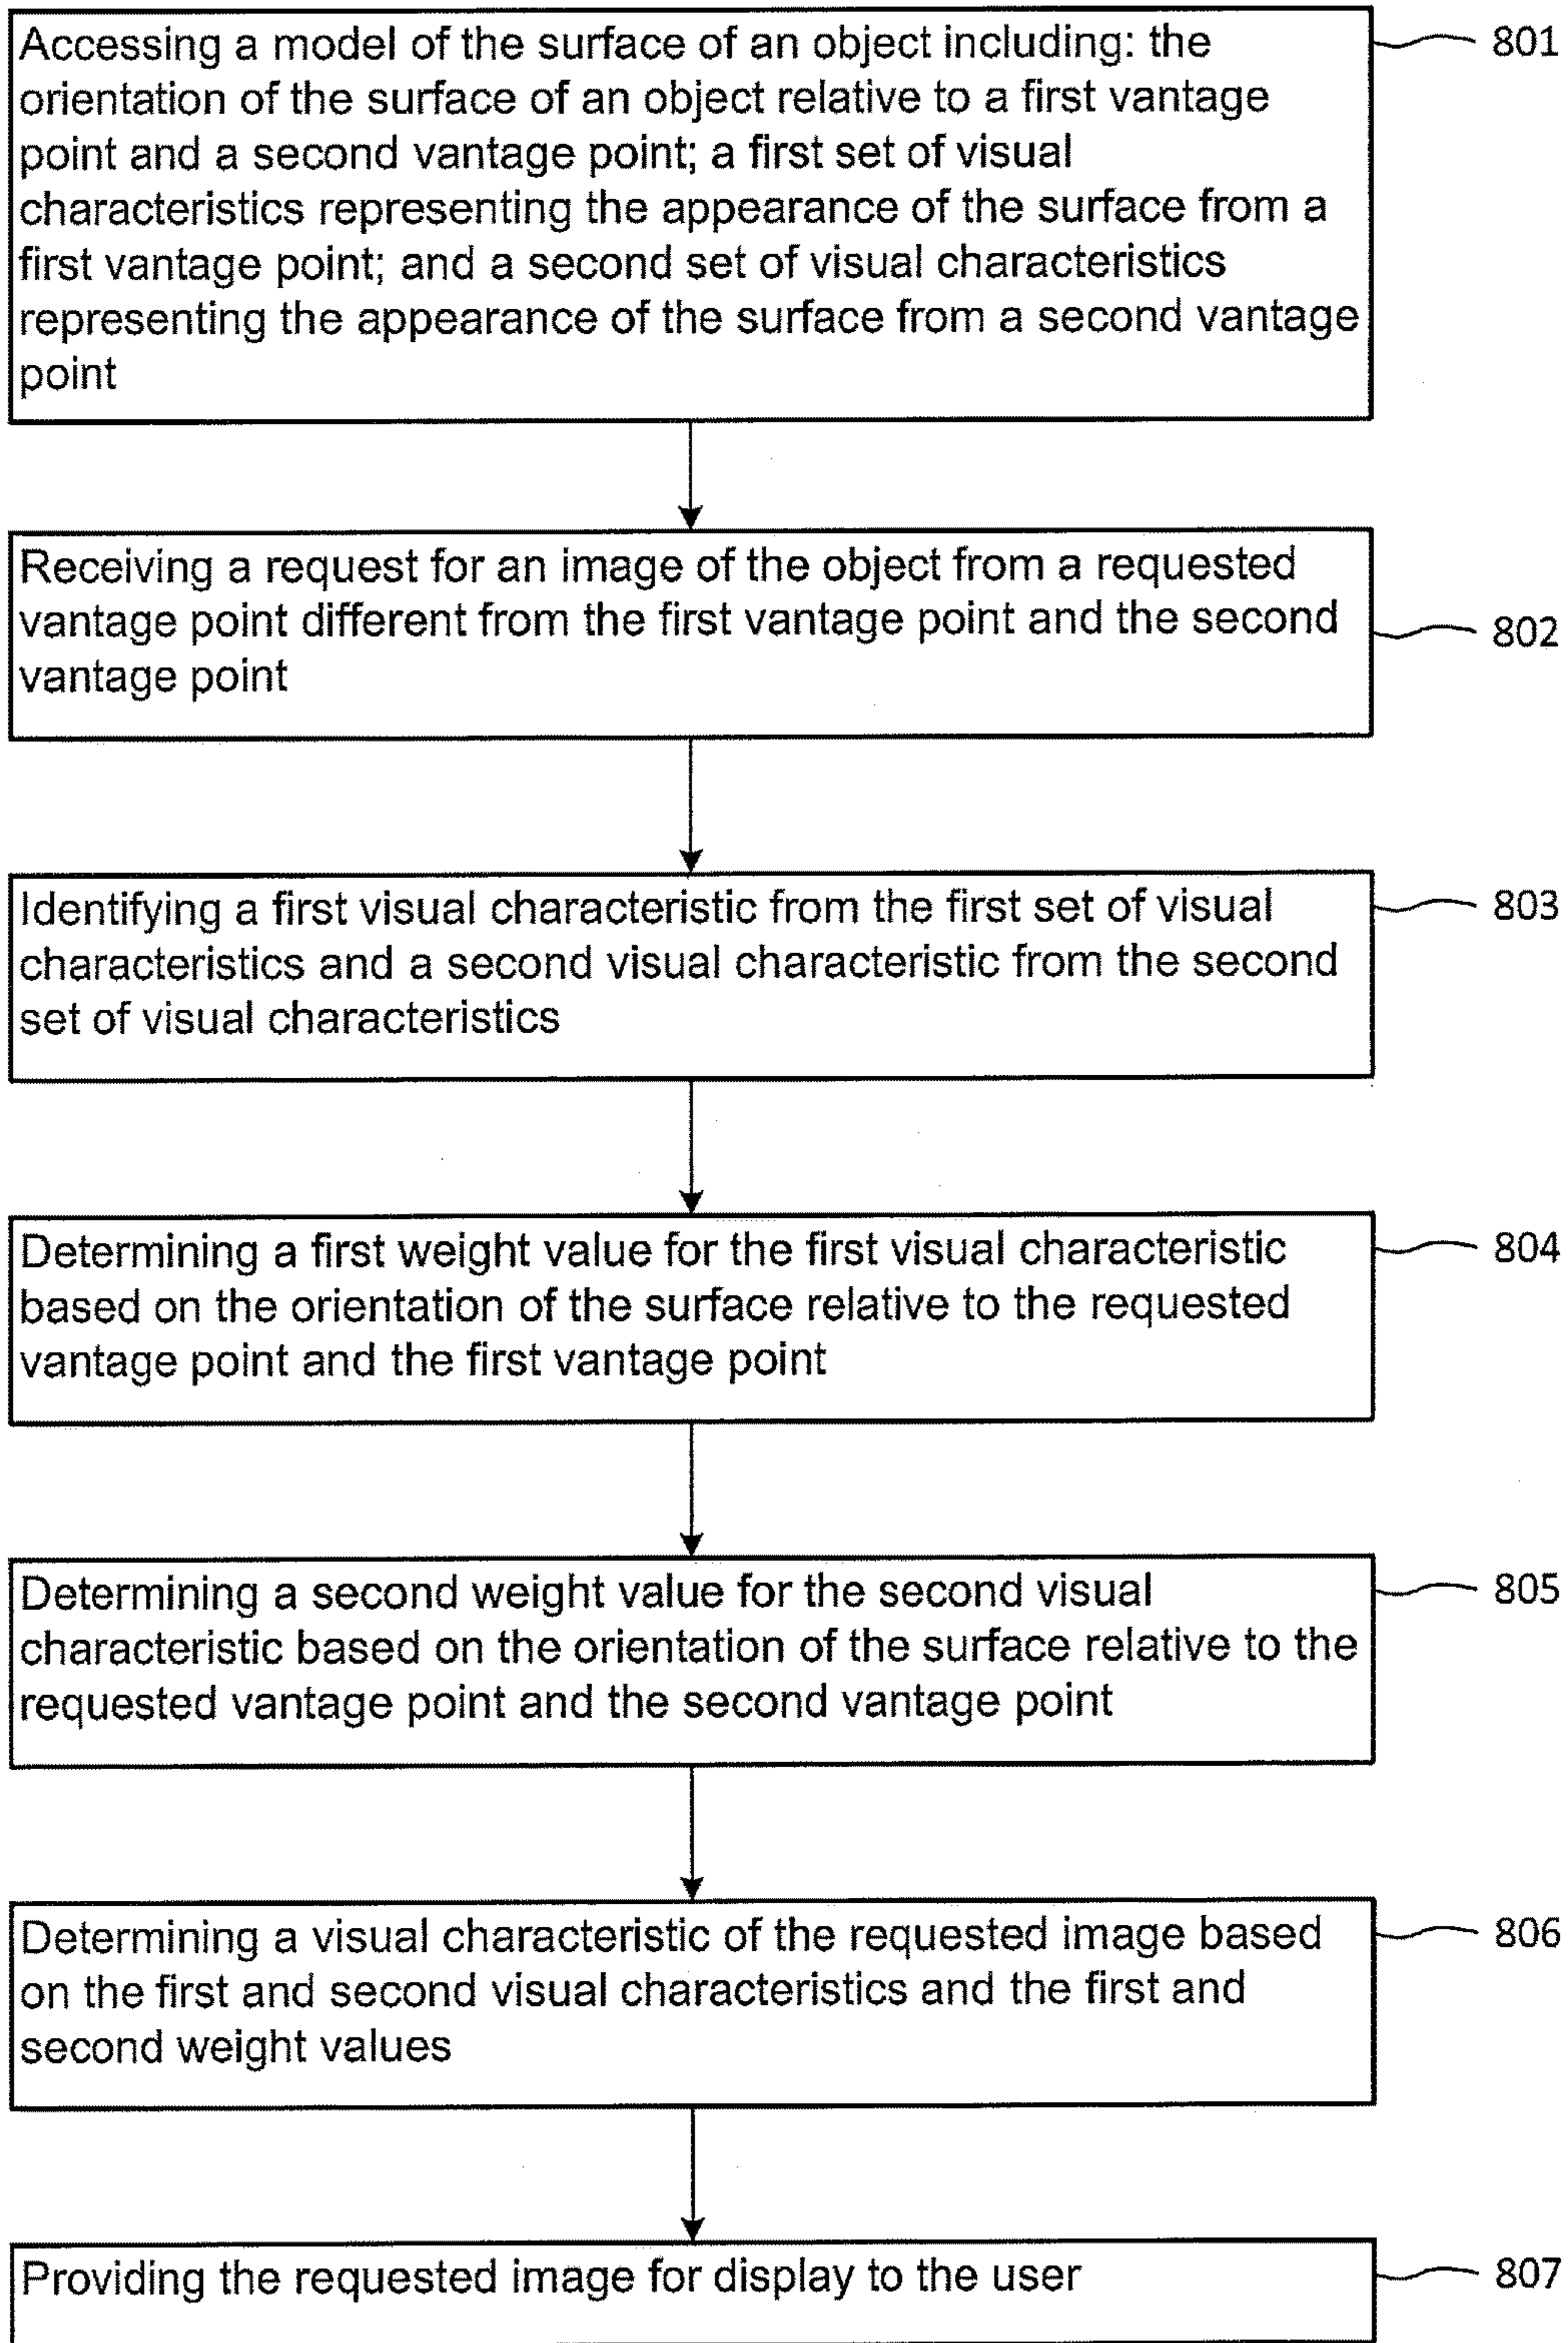 Accessing a model of the surface of an object including: the
801
orientation of the surface of an object relative to a first vantage
point and a second vantage point; a first set of visual
characteristics representing the appearance of the surface from a
first vantage point; and a second set of visual characteristics
representing the appearance of the surface from a second vantage
point
Receiving a request for an image of the object from a requested
vantage point different from the first vantage point and the second
802
vantage point
Identifying a first visual characteristic from the first set of visual
803
characteristics and a second visual characteristic from the second
set of visual characteristics
Determining a first weight value for the first visual characteristic
804
based on the orientation of the surface relative to the requested
vantage point and the first vantage point
Determining a second weight value for the second visual
805
characteristic based on the orientation of the surface relative to the
requested vantage point and the second vantage point
Determining a visual characteristic of the requested image based
806
on the first and second visual characteristics and the first and
second weight values
Providing the requested image for display to the user
807